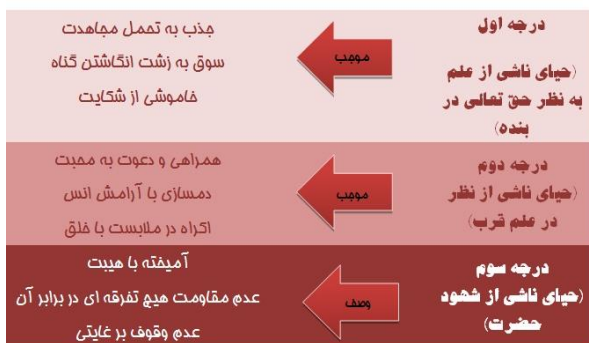 درجه اول
(حیای ناشی از علم
به نظر حق تعالی در
بنده)
موجب
جذب به تحمل مجاهدت
سوق به زشت انگاشتن گناه
خاموشی از شکایت
درجه دوم
(حیای ناشی از نظر
در علم قرب)
موجب
همراهی و دعوت به محبت
دمسازی با آرامش انس
اکراه در ملابست با خلق
درجه سوم
(حیای ناشی از شهود
حضرت)
وصف
آمیخته با هیبت
عدم مقاومت هیچ تفرقه ای در برابر آن
عدم وقوف بر غایتی